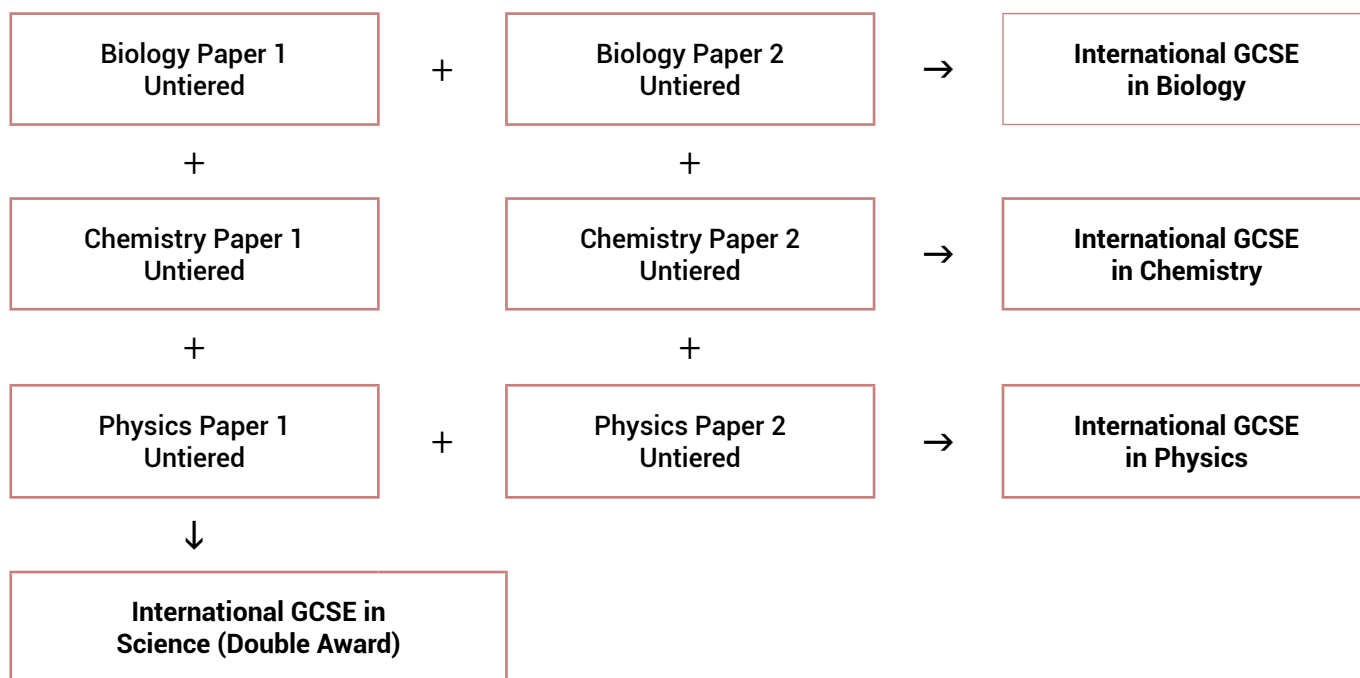 Biology Paper 1
Untiered
+
Biology Paper 2
Untiered
→
International GCSE
in Biology
+
+
Chemistry Paper 1
Untiered
Chemistry Paper 2
Untiered
→
International GCSE
in Chemistry
+
+
Physics Paper 1
Untiered
+
Physics Paper 2
Untiered
→
International GCSE
in Physics
↓
International GCSE in
Science (Double Award)